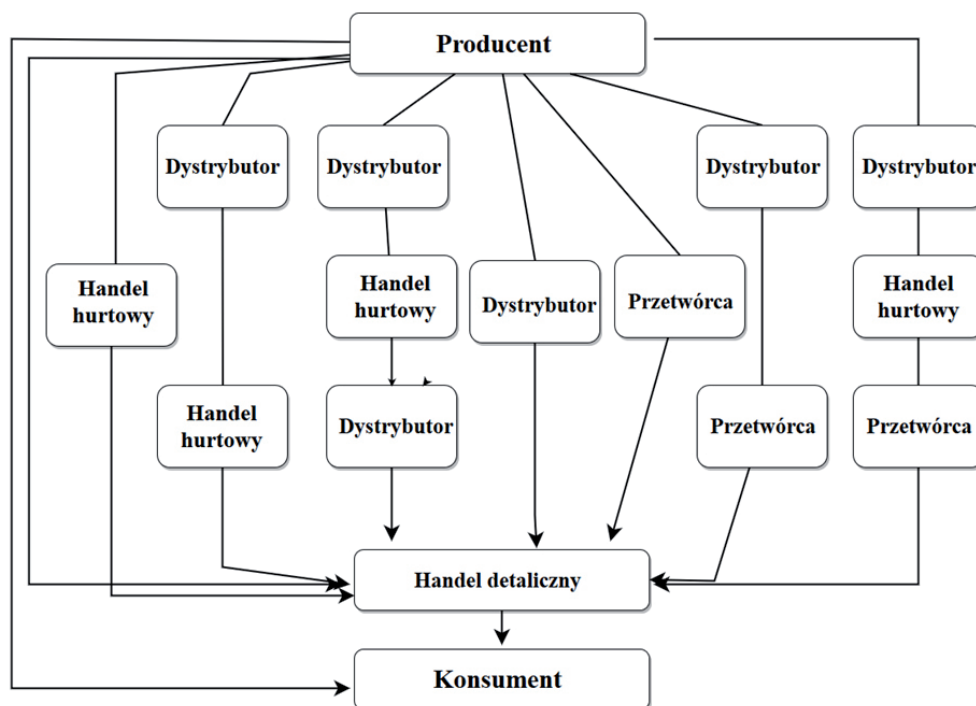 Producent
Dystrybutor
Dystrybutor
Dystrybutor
Dystrybutor
Handel
hurtowy
Handel
hurtowy
Dystrybutor
Przetwórca
Handel
hurtowy
Handel
hurtowy
Dystrybutor
Przetwórca
Przetwórca
Handel detaliczny
Konsument